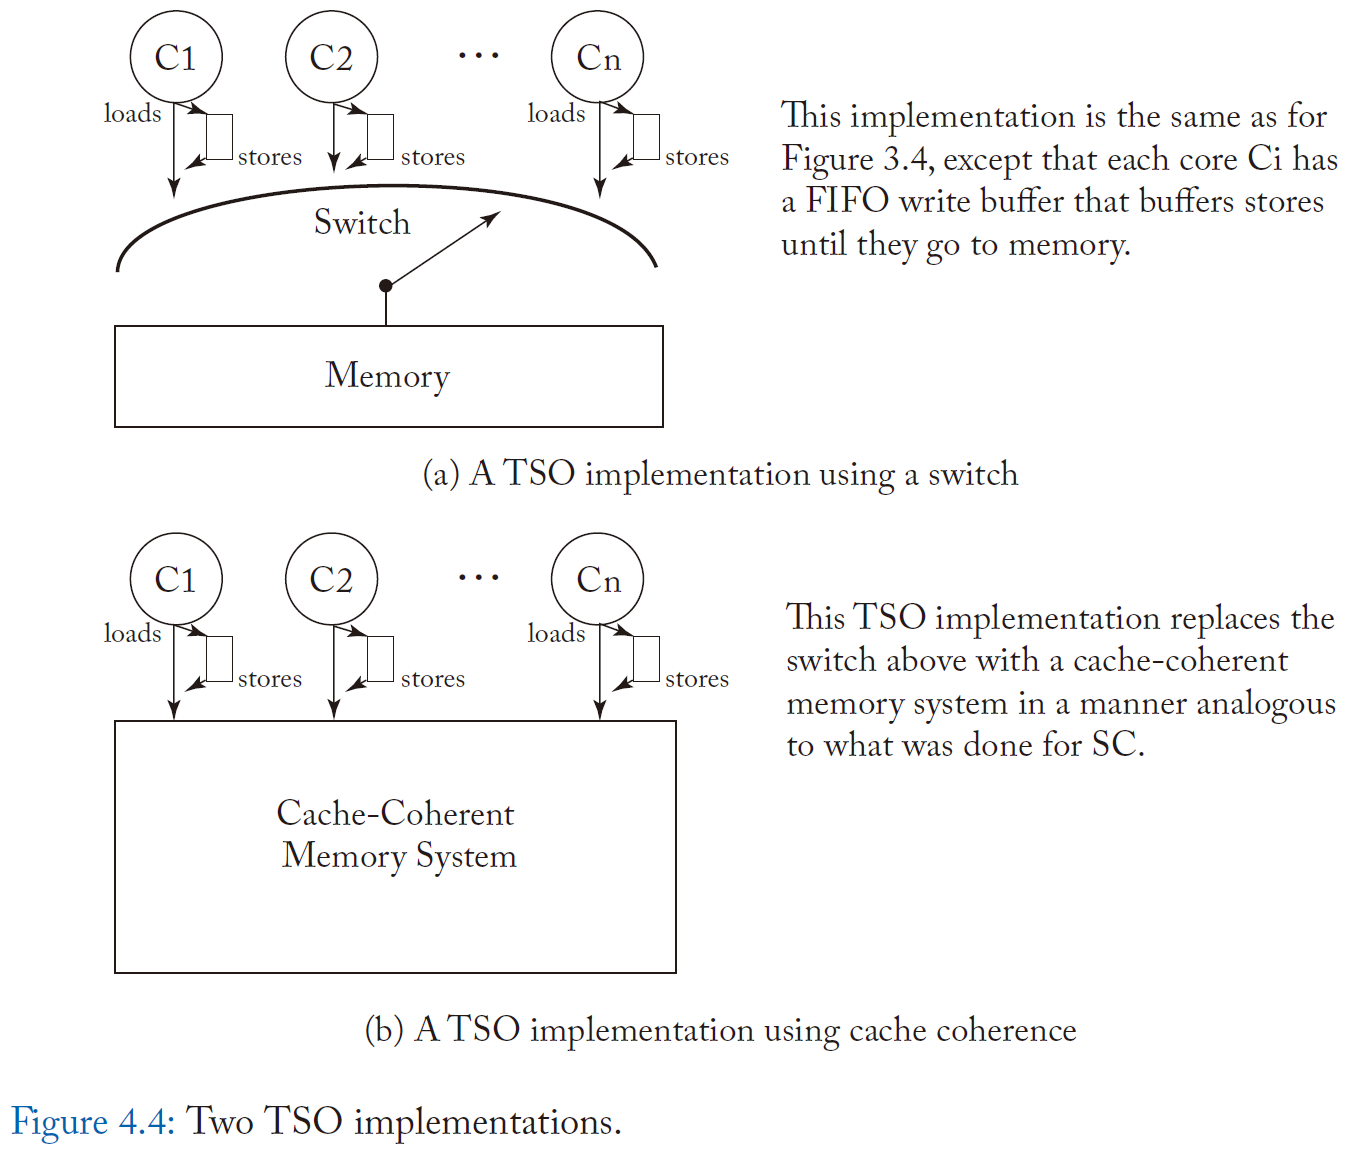 C1
C2
...
Cn
loads
stores
stores
loads
stores
This implementation is the same as for
Figure 3.4, except that each core Ci has
a FIFO write buffer that buffers stores
until they go to memory.
Switch
Memory
(a) A TSO implementation using a switch
C1
C2
...
Cn
loads
stores
stores
loads
stores
This TSO implementation replaces the
switch above with a cache-coherent
memory system in a manner analogous
to what was done for SC.
Cache-Coherent
Memory System
(b) A TSO implementation using cache coherence
Figure 4.4: Two TSO implementations.